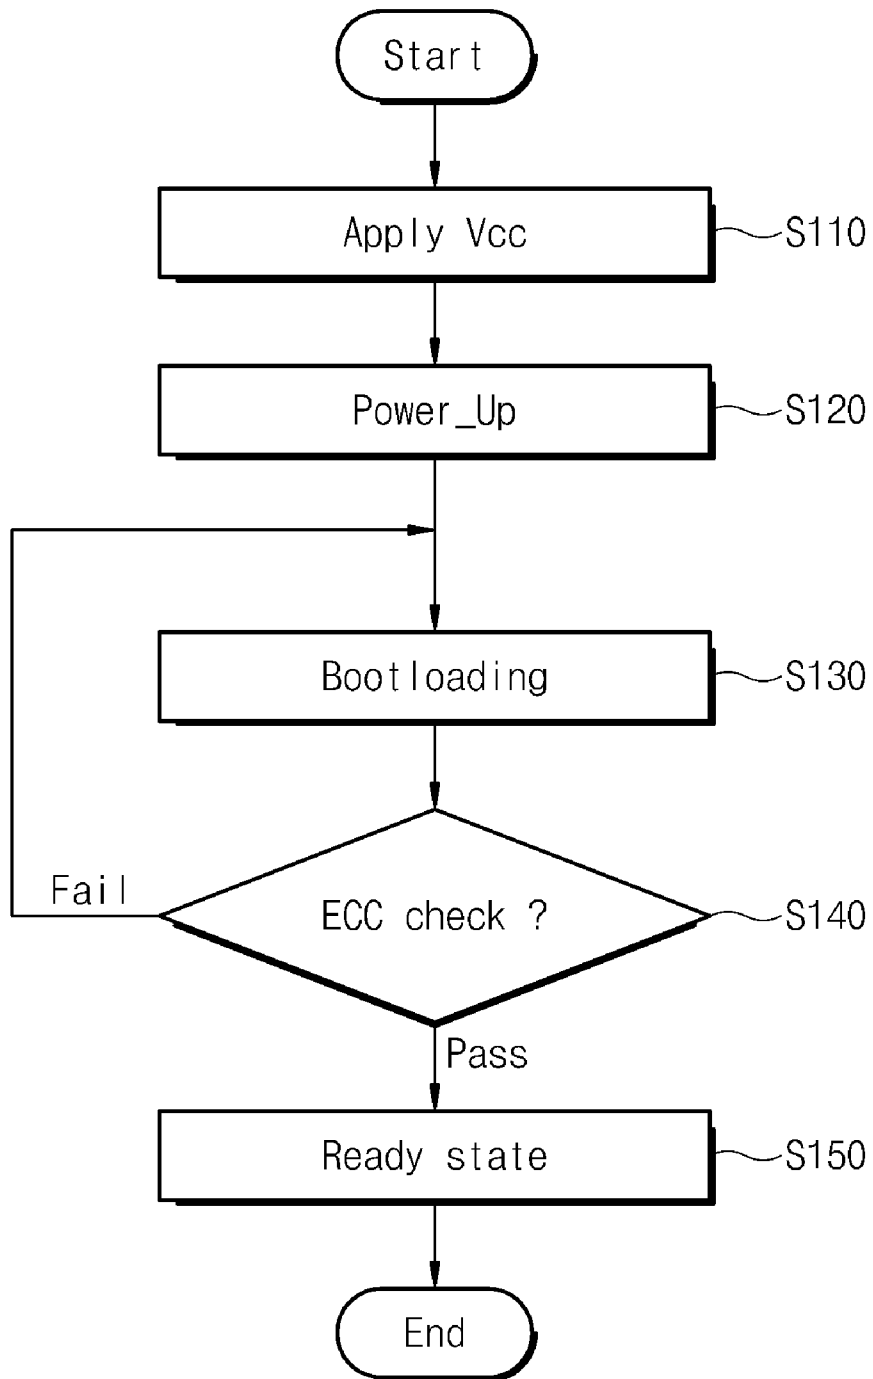 Start
Apply Vcc
S110
Power_Up
S120
Bootloading
S130
Fail
ECC check ?
S140
Pass
Ready state
S150
End